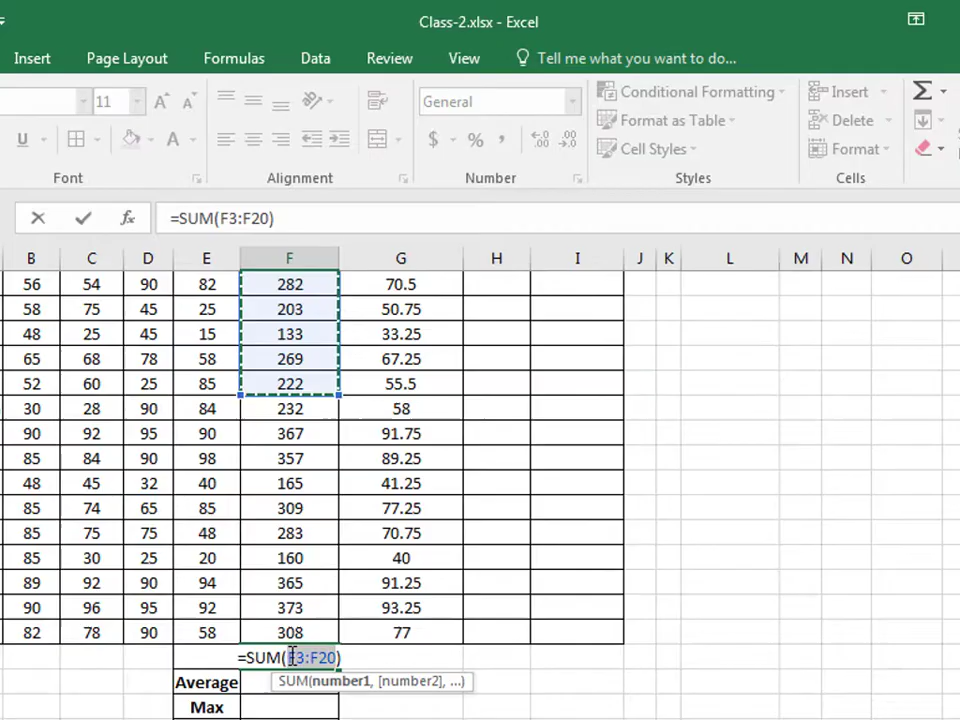 Class-2.xlsx - Excel
Insert Page Layout Formulas Data Review View Tell me what you want to do...
11 A A General Conditional Formatting Insert Σ
Format as Table Delete
U A $ % , .0 .00 .00 .0 Cell Styles Format
Font Alignment Number Styles Cells
fx =SUM(F3:F20)
B C D E F G H I J K L M N O
56 54 90 82 282 70.5
58 75 45 25 203 50.75
48 25 45 15 133 33.25
65 68 78 58 269 67.25
52 60 25 85 222 55.5
30 28 90 84 232 58
90 92 95 90 367 91.75
85 84 90 98 357 89.25
48 45 32 40 165 41.25
85 74 65 85 309 77.25
85 75 75 48 283 70.75
85 30 25 20 160 40
89 92 90 94 365 91.25
90 96 95 92 373 93.25
82 78 90 58 308 77
=SUM(F3:F20)
Average SUM(number1, [number2], ...)
Max